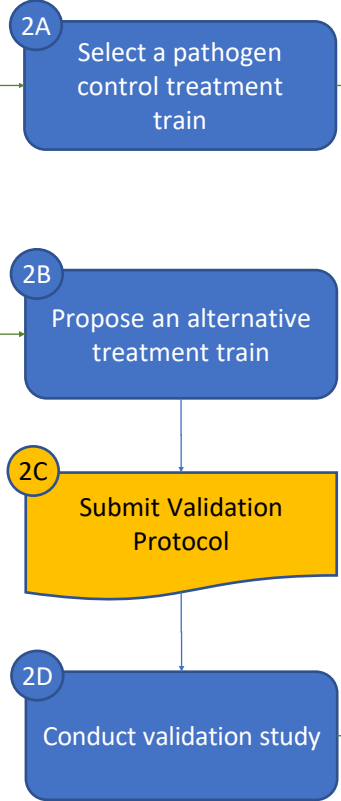 2A
Select a pathogen
control treatment
train
2B
Propose an alternative
treatment train
2C
Submit Validation
Protocol
2D
Conduct validation study